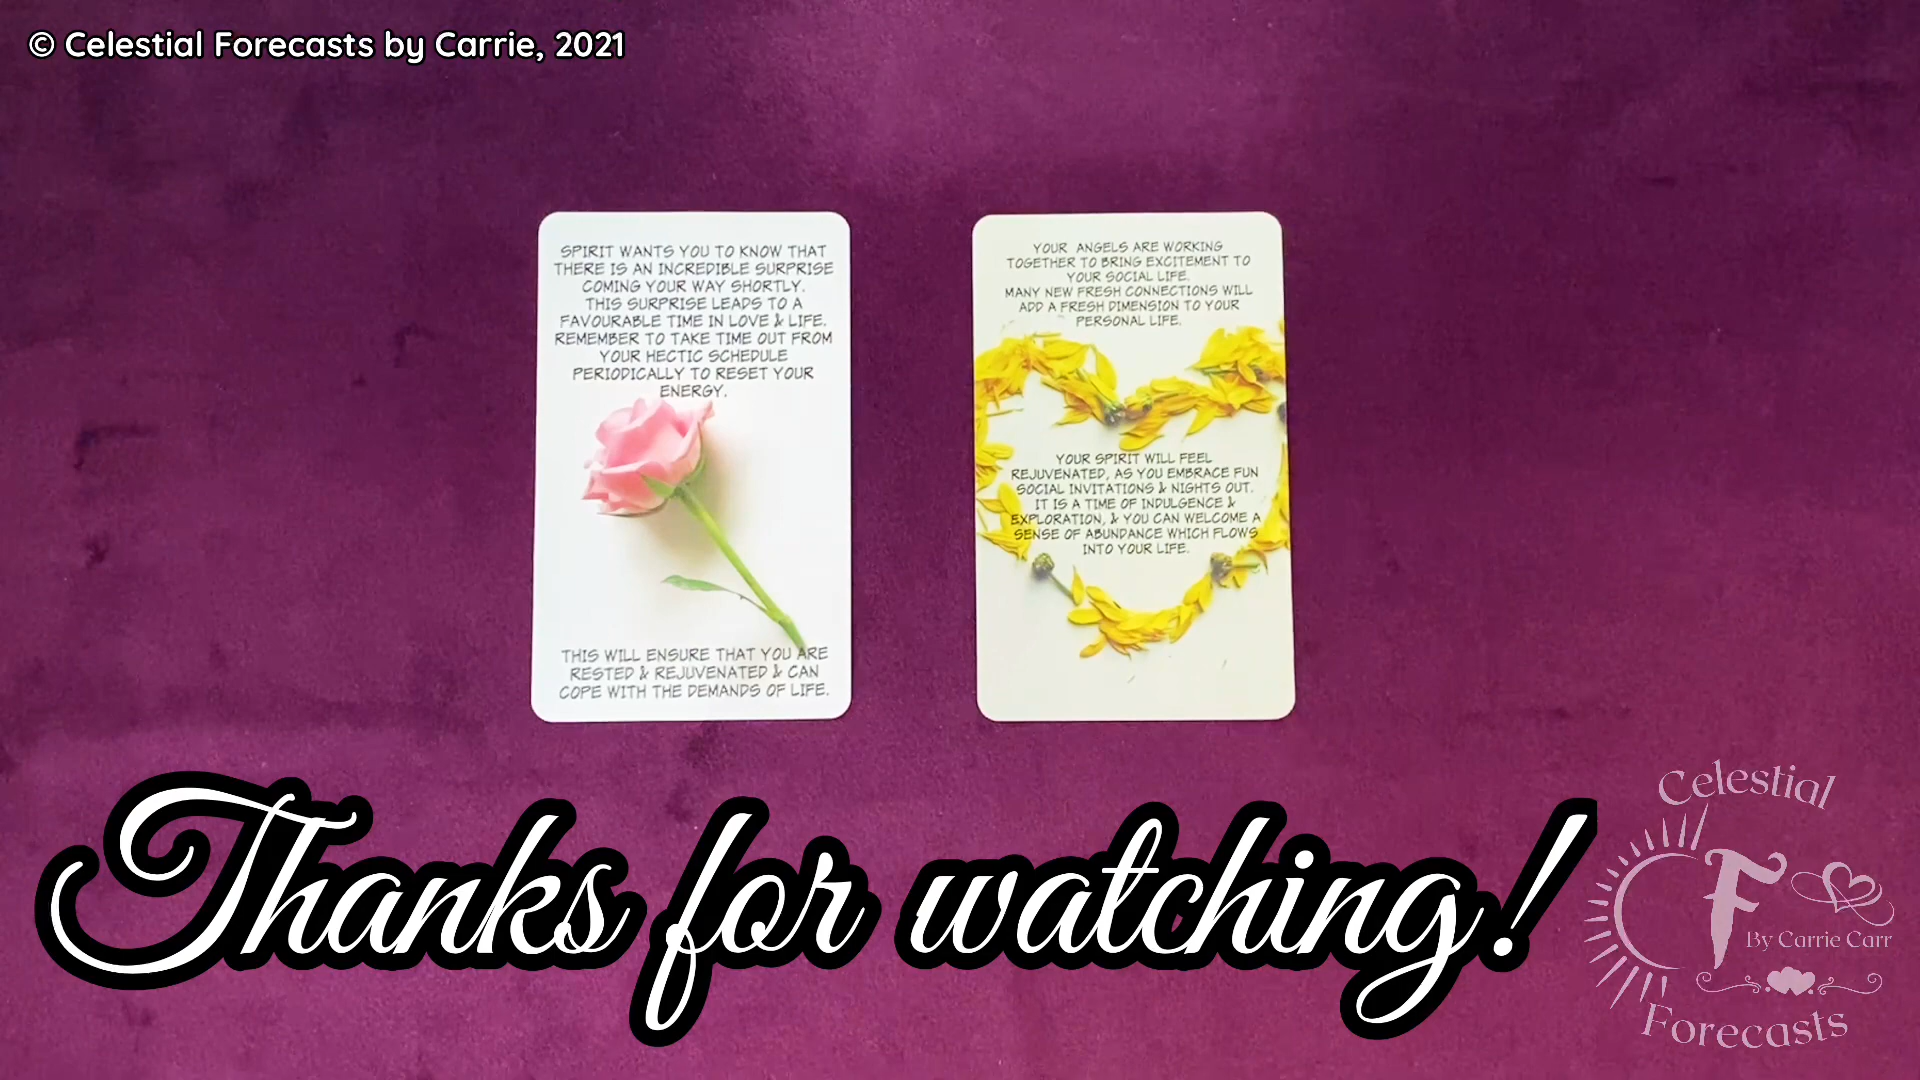 © Celestial Forecasts by Carrie, 2021
SPIRIT WANTS YOU TO KNOW THAT
THERE IS AN INCREDIBLE SURPRISE
COMING YOUR WAY SHORTLY.
THIS SURPRISE LEADS TO A
FAVOURABLE TIME IN LOVE & LIFE.
REMEMBER TO TAKE TIME OUT FROM
YOUR HECTIC SCHEDULE
PERIODICALLY TO RESET YOUR
ENERGY.
THIS WILL ENSURE THAT YOU ARE
RESTED & REJUVENATED & CAN
COPE WITH THE DEMANDS OF LIFE.
YOUR ANGELS ARE WORKING
TOGETHER TO BRING EXCITEMENT TO
YOUR SOCIAL LIFE.
MANY NEW FRESH CONNECTIONS WILL
ADD A FRESH DIMENSION TO YOUR
PERSONAL LIFE.
YOUR SPIRIT WILL FEEL
REJUVENATED, AS YOU EMBRACE FUN
SOCIAL INVITATIONS & NIGHTS OUT.
IT IS A TIME OF INDULGENCE &
EXPLORATION, & YOU CAN WELCOME A
SENSE OF ABUNDANCE WHICH FLOWS
INTO YOUR LIFE.
Thanks for watching!
Celestial
F
By Carrie Carr
Forecasts